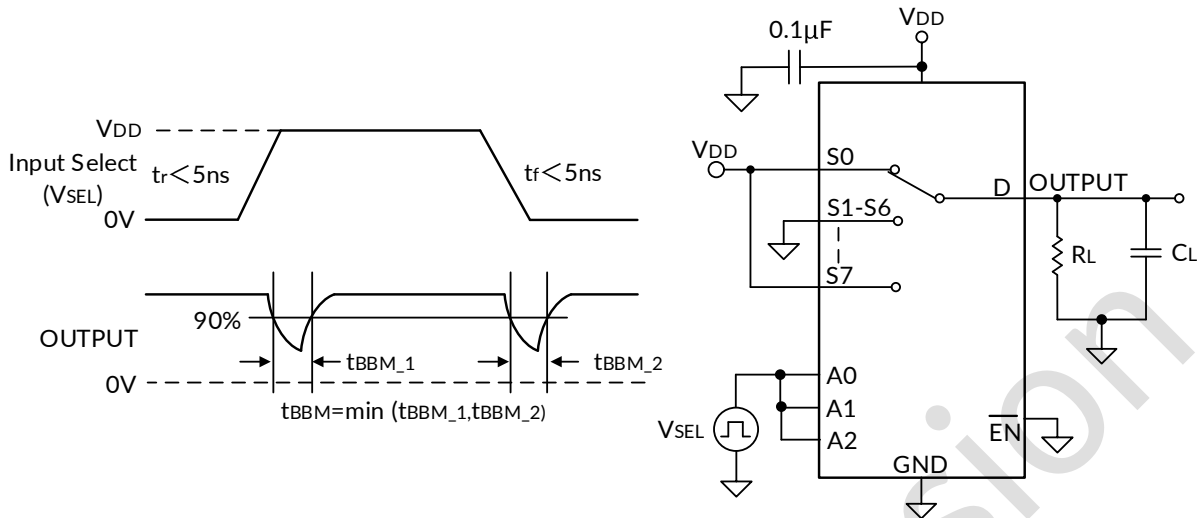 VDD
Input Select
(VSEL)
tr<5ns
tf<5ns
0V
OUTPUT
90%
tBBM_1
tBBM_2
0V
tBBM=min (tBBM_1,tBBM_2)
VDD
0.1µF
VDD
S0
D
OUTPUT
S1-S6
S7
RL
CL
A0
A1
A2
VSEL
EN
GND